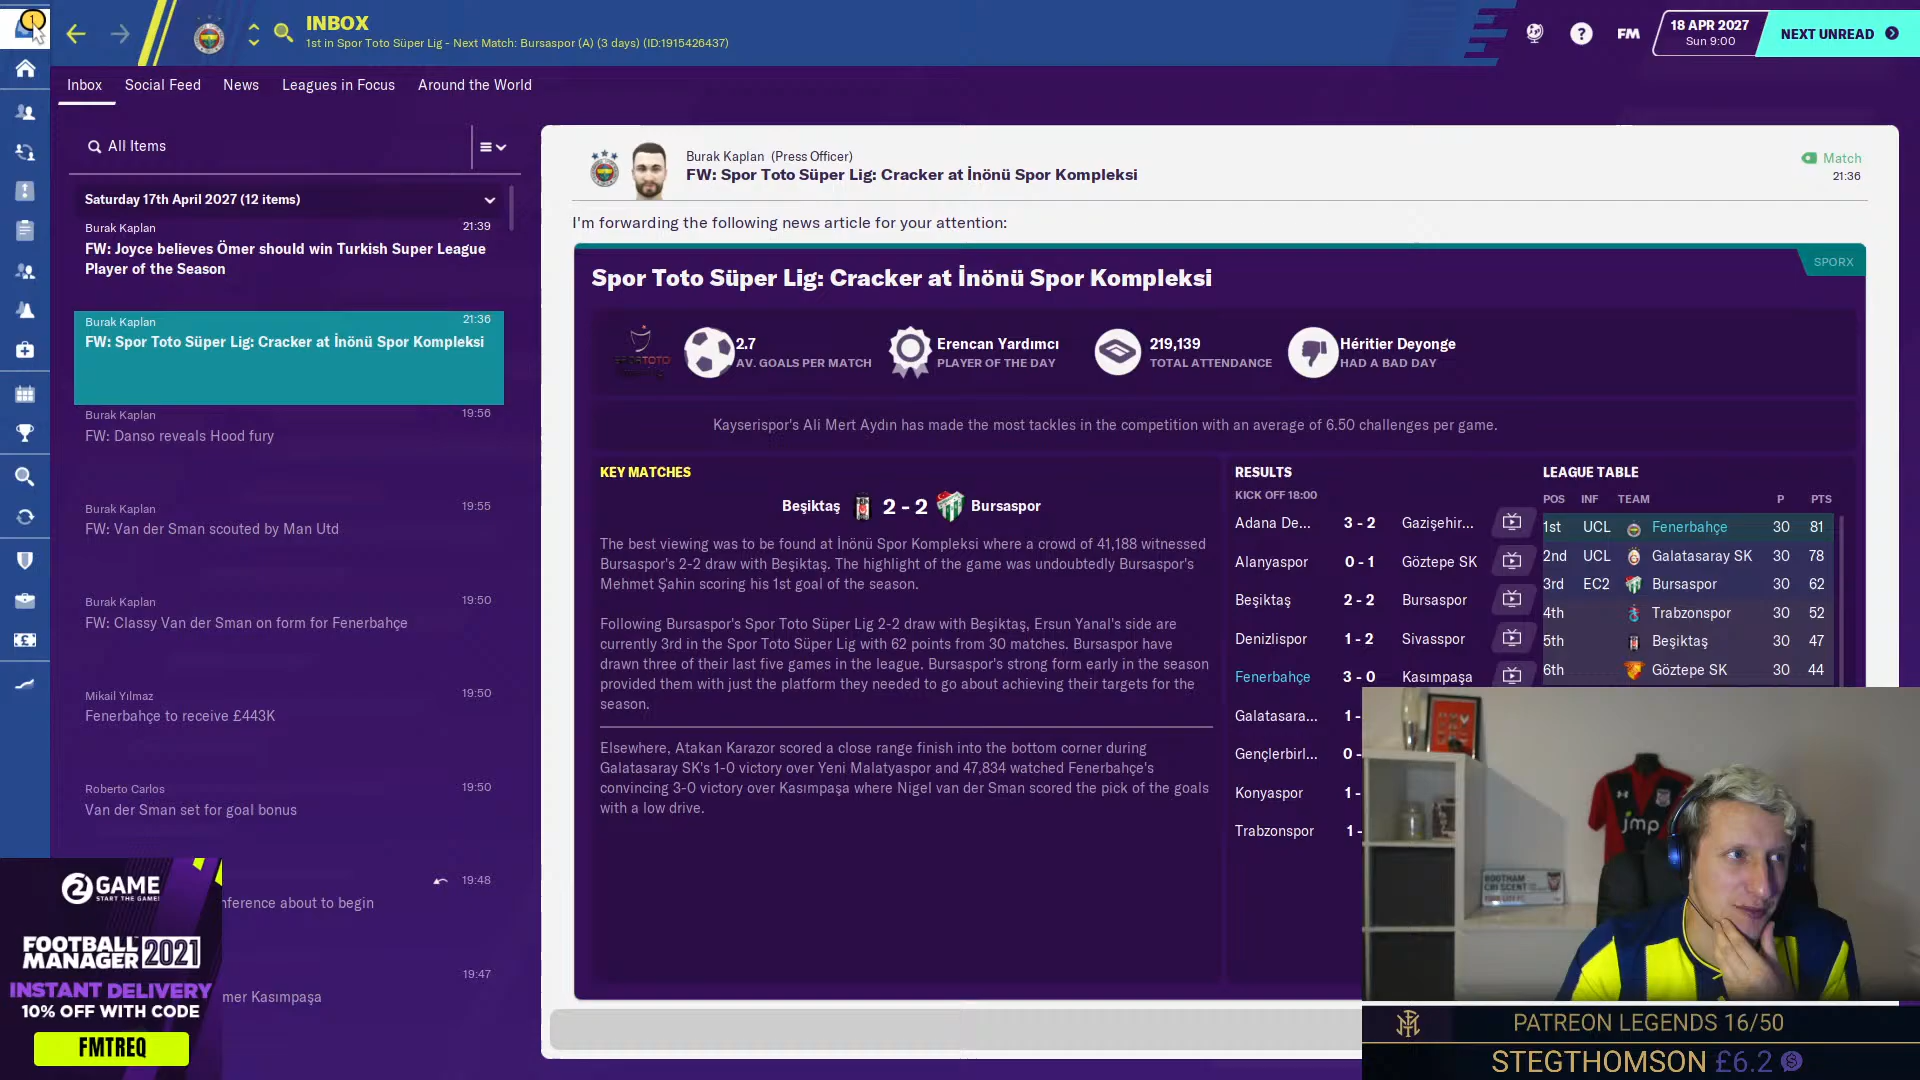 1
INBOX
1st in Spor Toto Süper Lig - Next Match: Bursaspor (A) (3 days) (ID:1915426437)
?
FM
18 APR 2027
Sun 9:00
NEXT UNREAD
Inbox Social Feed News Leagues in Focus Around the World
All Items
Saturday 17th April 2027 (12 items)
Burak Kaplan 21:39
FW: Joyce believes Ömer should win Turkish Super League
Player of the Season
Burak Kaplan 21:36
FW: Spor Toto Süper Lig: Cracker at İnönü Spor Kompleksi
Burak Kaplan 19:56
FW: Danso reveals Hood fury
Burak Kaplan 19:55
FW: Van der Sman scouted by Man Utd
Burak Kaplan 19:50
FW: Classy Van der Sman on form for Fenerbahçe
Mikail Yılmaz 19:50
Fenerbahçe to receive £443K
Roberto Carlos 19:50
Van der Sman set for goal bonus
19:48
nference about to begin
19:47
mer Kasımpaşa
2GAME
START THE GAME!
FOOTBALL
MANAGER 2021
INSTANT DELIVERY
10% OFF WITH CODE
FMTREQ
Burak Kaplan (Press Officer)
FW: Spor Toto Süper Lig: Cracker at İnönü Spor Kompleksi
Match
21:36
I'm forwarding the following news article for your attention:
SPORX
Spor Toto Süper Lig: Cracker at İnönü Spor Kompleksi
2.7
AV. GOALS PER MATCH
Erencan Yardımcı
PLAYER OF THE DAY
219,139
TOTAL ATTENDANCE
Héritier Deyonge
HAD A BAD DAY
Kayserispor's Ali Mert Aydın has made the most tackles in the competition with an average of 6.50 challenges per game.
KEY MATCHES
Beşiktaş 2 - 2 Bursaspor
The best viewing was to be found at İnönü Spor Kompleksi where a crowd of 41,188 witnessed
Bursaspor's 2-2 draw with Beşiktaş. The highlight of the game was undoubtedly Bursaspor's
Mehmet Şahin scoring his 1st goal of the season.
Following Bursaspor's Spor Toto Süper Lig 2-2 draw with Beşiktaş, Ersun Yanal's side are
currently 3rd in the Spor Toto Süper Lig with 62 points from 30 matches. Bursaspor have
drawn three of their last five games in the league. Bursaspor's strong form early in the season
provided them with just the platform they needed to go about achieving their targets for the
season.
Elsewhere, Atakan Karazor scored a close range finish into the bottom corner during
Galatasaray SK's 1-0 victory over Yeni Malatyaspor and 47,834 watched Fenerbahçe's
convincing 3-0 victory over Kasımpaşa where Nigel van der Sman scored the pick of the goals
with a low drive.
RESULTS
KICK OFF 18:00
Adana De... 3 - 2 Gazişehir...
Alanyaspor 0 - 1 Göztepe SK
Beşiktaş 2 - 2 Bursaspor
Denizlispor 1 - 2 Sivasspor
Fenerbahçe 3 - 0 Kasımpaşa
Galatasara... 1 -
Gençlerbirl... 0 -
Konyaspor 1 -
Trabzonspor 1 -
LEAGUE TABLE
POS INF TEAM P PTS
1st UCL Fenerbahçe 30 81
2nd UCL Galatasaray SK 30 78
3rd EC2 Bursaspor 30 62
4th Trabzonspor 30 52
5th Beşiktaş 30 47
6th Göztepe SK 30 44
jmp
BOOTHAM
CRESCENT
PATREON LEGENDS 16/50
STEGTHOMSON £6.2